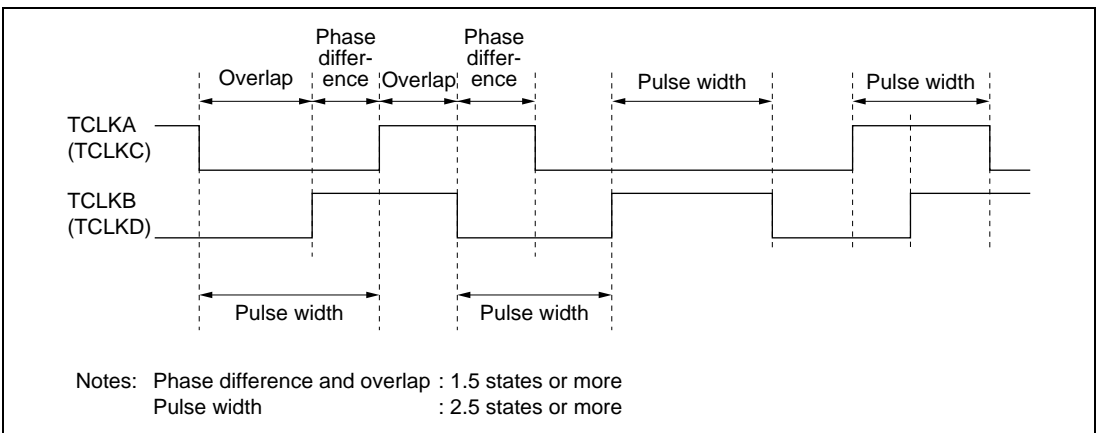 Phase
differ-
ence
Phase
differ-
ence
Overlap
Overlap
Pulse width
Pulse width
TCLKA
(TCLKC)
TCLKB
(TCLKD)
Pulse width
Pulse width
Notes: Phase difference and overlap : 1.5 states or more
Pulse width : 2.5 states or more